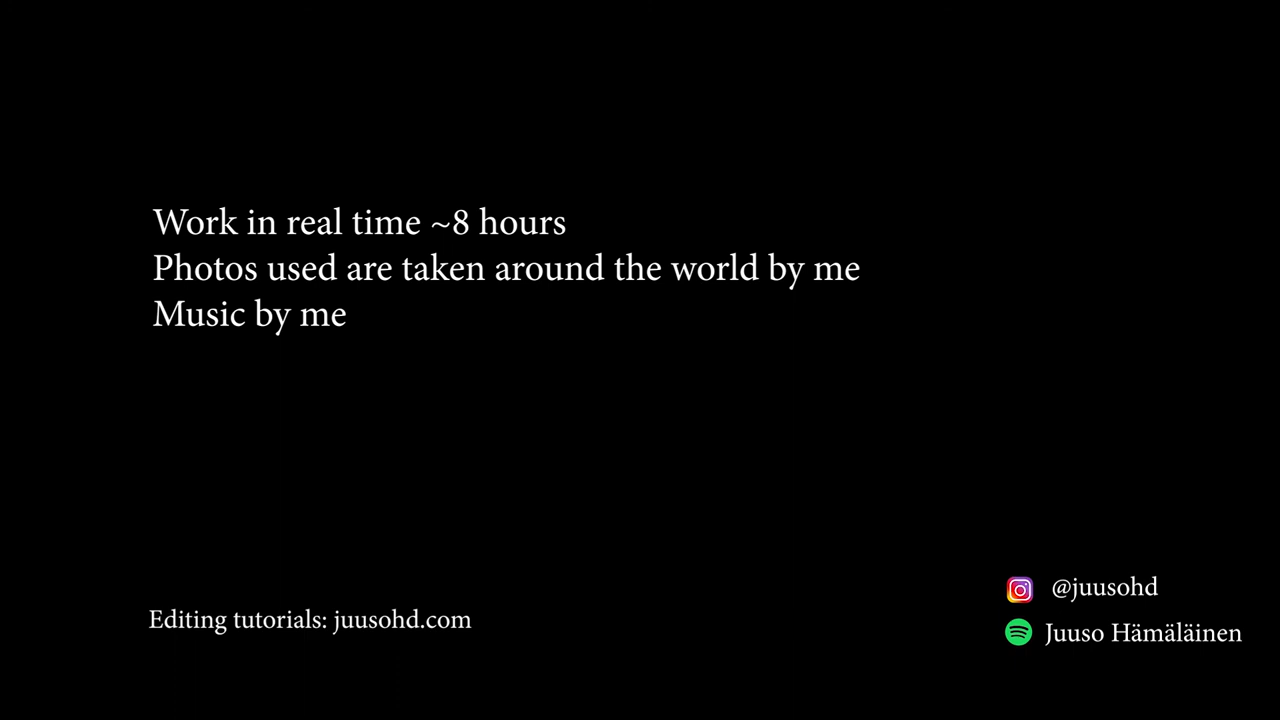 Work in real time ~8 hours
Photos used are taken around the world by me
Music by me
@juusohd
Editing tutorials: juusohd.com
Juuso Hämäläinen